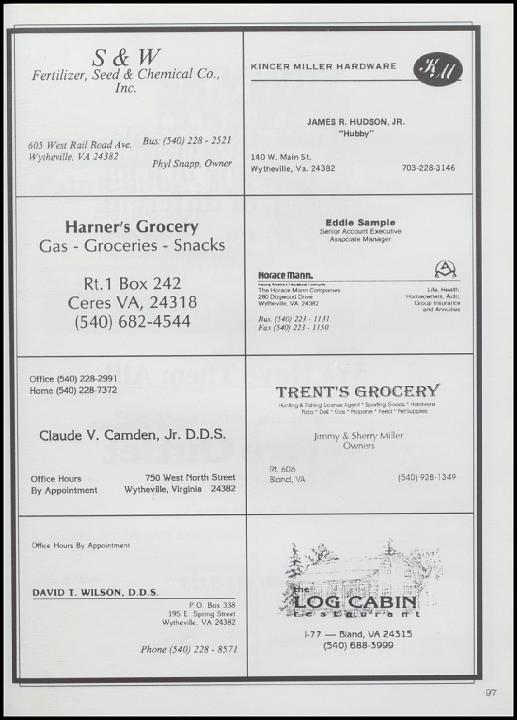 S & W
Fertilizer, Seed & Chemical Co.,
Inc.
605 West Rail Road Ave.
Wytheville, VA 24382
Bus: (540) 228 - 2521
Phyl Snapp, Owner
KINCER MILLER HARDWARE
KM
JAMES R. HUDSON, JR.
"Hubby"
140 W. Main St.
Wytheville, Va. 24382
703-228-3146
Harner's Grocery
Gas - Groceries - Snacks
Rt.1 Box 242
Ceres VA, 24318
(540) 682-4544
Eddie Sample
Senior Account Executive
Associate Manager
Horace Mann.
The Horace Mann Companies
280 Dogwood Drive
Wytheville, VA 24382
Bus. (540) 223 - 1131
Fax (540) 223 - 1150
Life, Health,
Homeowners, Auto,
Group Insurance
and Annuities
Office (540) 228-2991
Home (540) 228-7372
Claude V. Camden, Jr. D.D.S.
Office Hours
By Appointment
750 West North Street
Wytheville, Virginia 24382
TRENT'S GROCERY
Hunting & Fishing License Agent * Sporting Goods * Hardware
Pizza * Deli * Gas * Propane * Feed * Pet Supplies
Jimmy & Sherry Miller
Owners
Rt. 606
Bland, VA
(540) 928-1349
Office Hours By Appointment
DAVID T. WILSON, D.D.S.
P.O. Box 338
195 E. Spring Street
Wytheville, VA 24382
Phone (540) 228 - 8571
the
LOG CABIN
restaurant
I-77 — Bland, VA 24315
(540) 688-3999
97